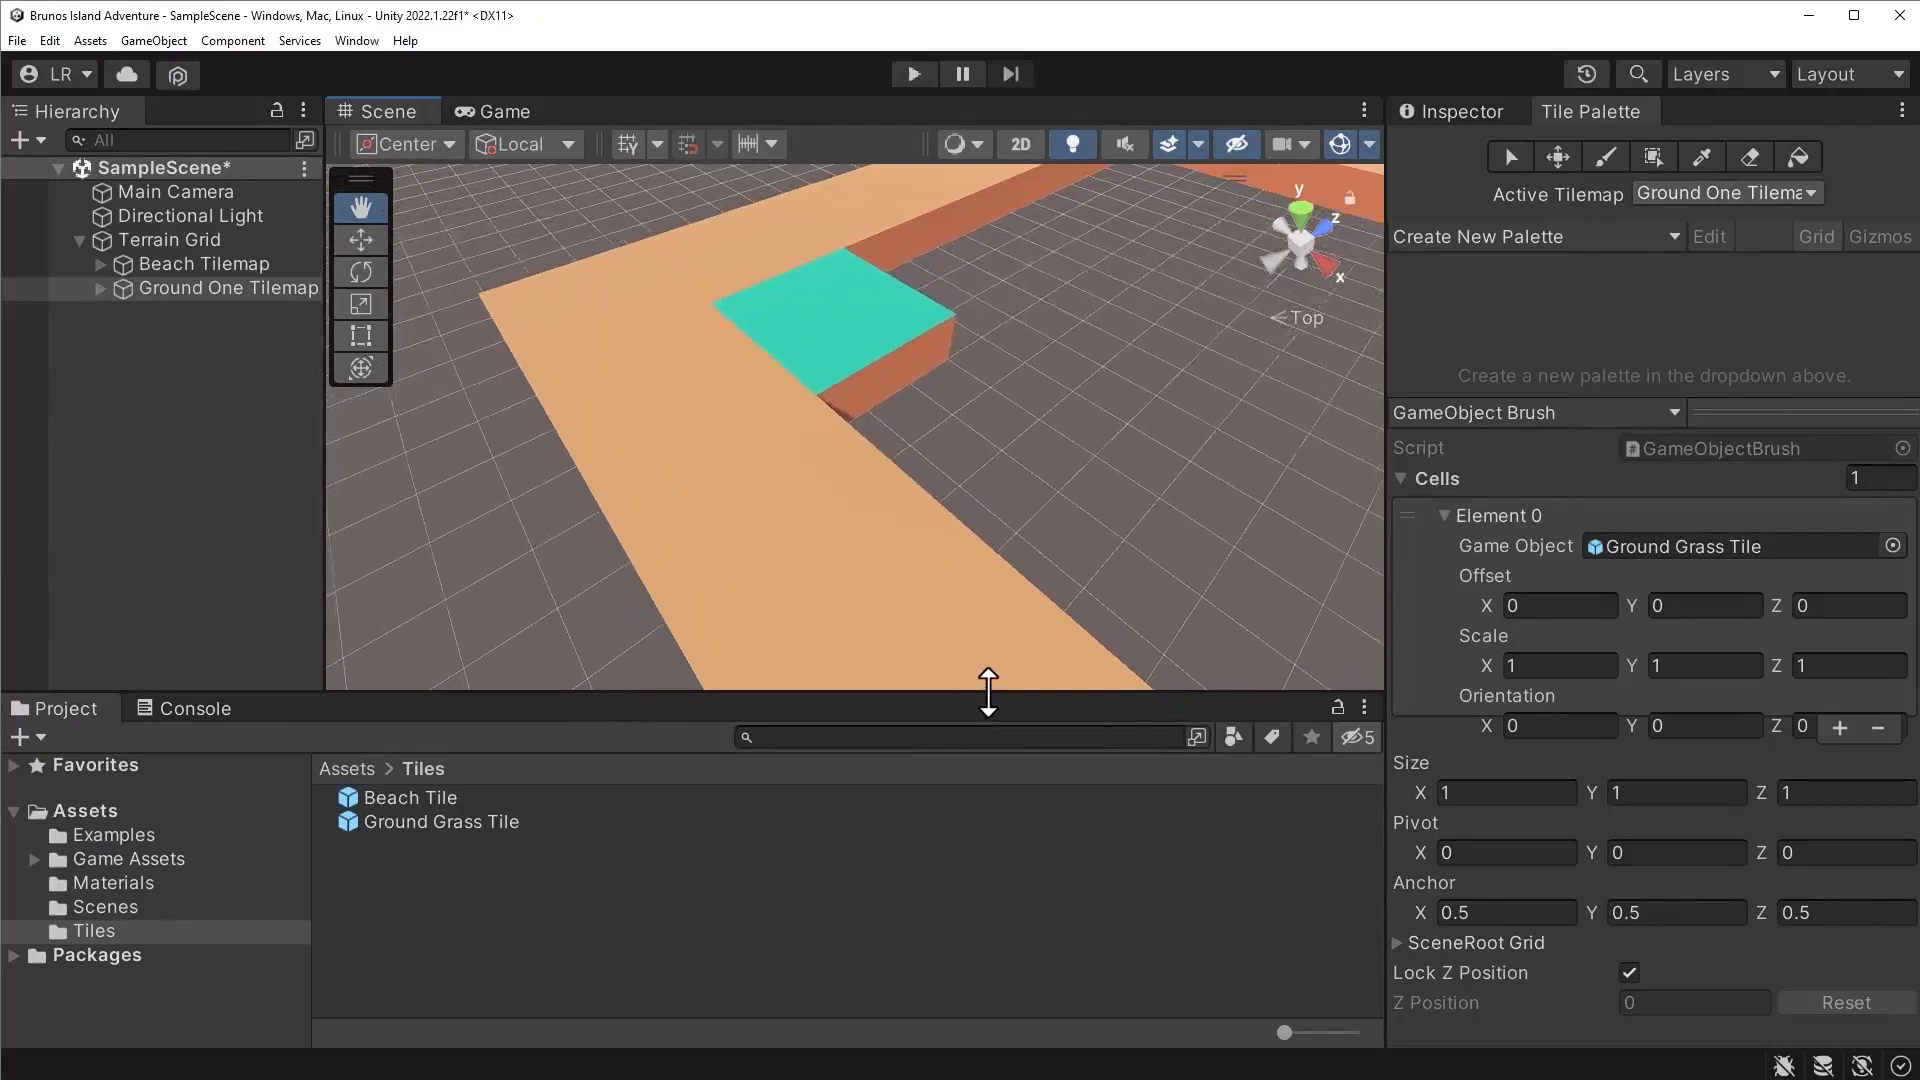 Brunos Island Adventure - SampleScene - Windows, Mac, Linux - Unity 2022.1.22f1* <DX11>
File Edit Assets GameObject Component Services Window Help
LR
Layers Layout
Hierarchy
All
SampleScene*
Main Camera
Directional Light
Terrain Grid
Beach Tilemap
Ground One Tilemap
Scene Game
Center Local 2D
y
z
x
Top
Inspector Tile Palette
Active Tilemap Ground One Tilema
Create New Palette Edit Grid Gizmos
Create a new palette in the dropdown above.
GameObject Brush
Script GameObjectBrush
Cells 1
Element 0
Game Object Ground Grass Tile
Offset
X 0 Y 0 Z 0
Scale
X 1 Y 1 Z 1
Orientation
X 0 Y 0 Z 0 + -
Size
X 1 Y 1 Z 1
Pivot
X 0 Y 0 Z 0
Anchor
X 0.5 Y 0.5 Z 0.5
SceneRoot Grid
Lock Z Position
Z Position 0 Reset
Project Console
5
Favorites
Assets
Examples
Game Assets
Materials
Scenes
Tiles
Packages
Assets > Tiles
Beach Tile
Ground Grass Tile